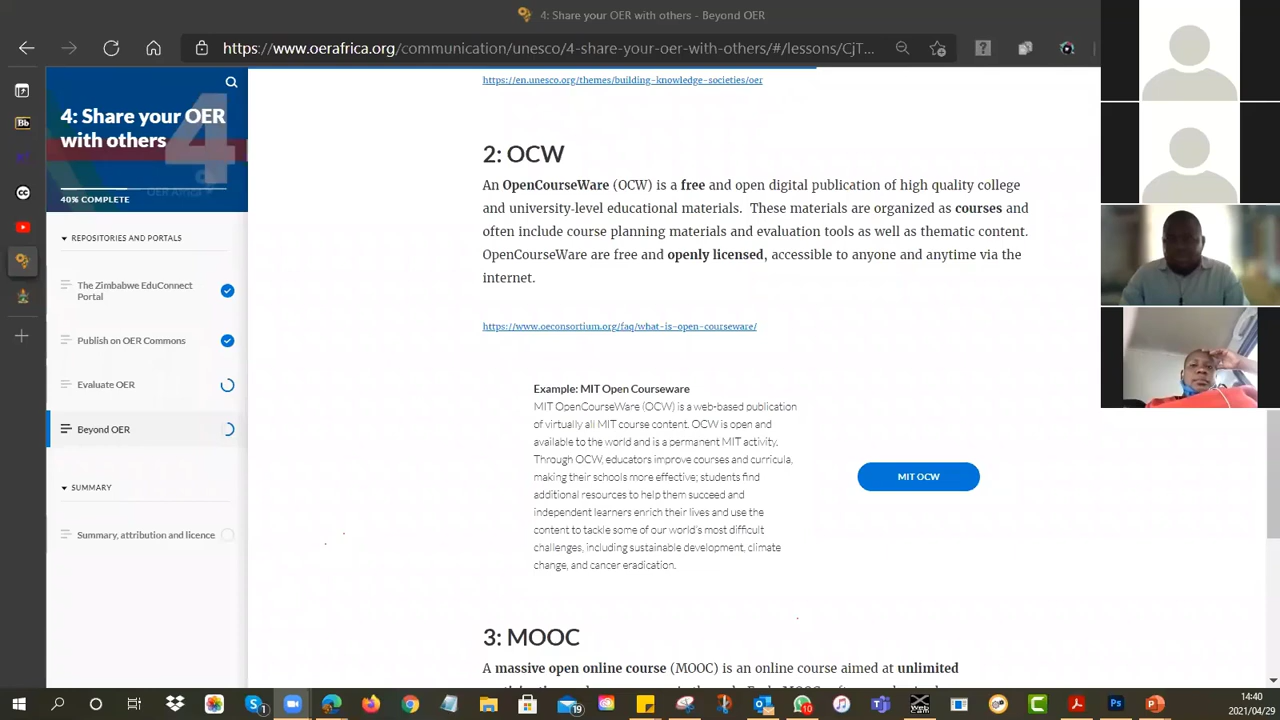 4: Share your OER with others - Beyond OER
https://www.oerafrica.org/communication/unesco/4-share-your-oer-with-others/#/lessons/CjT...
Bb
cc
4: Share your OER
with others
40% COMPLETE
REPOSITORIES AND PORTALS
The Zimbabwe EduConnect
Portal
Publish on OER Commons
Evaluate OER
Beyond OER
SUMMARY
Summary, attribution and licence
https://en.unesco.org/themes/building-knowledge-societies/oer
2: OCW
An OpenCourseWare (OCW) is a free and open digital publication of high quality college
and university-level educational materials. These materials are organized as courses and
often include course planning materials and evaluation tools as well as thematic content.
OpenCourseWare are free and openly licensed, accessible to anyone and anytime via the
internet.
https://www.oeconsortium.org/faq/what-is-open-courseware/
Example: MIT Open Courseware
MIT OpenCourseWare (OCW) is a web-based publication
of virtually all MIT course content. OCW is open and
available to the world and is a permanent MIT activity.
Through OCW, educators improve courses and curricula,
making their schools more effective; students find
additional resources to help them succeed and
independent learners enrich their lives and use the
content to tackle some of our world's most difficult
challenges, including sustainable development, climate
change, and cancer eradication.
MIT OCW
3: MOOC
A massive open online course (MOOC) is an online course aimed at unlimited
14:40
2021/04/29